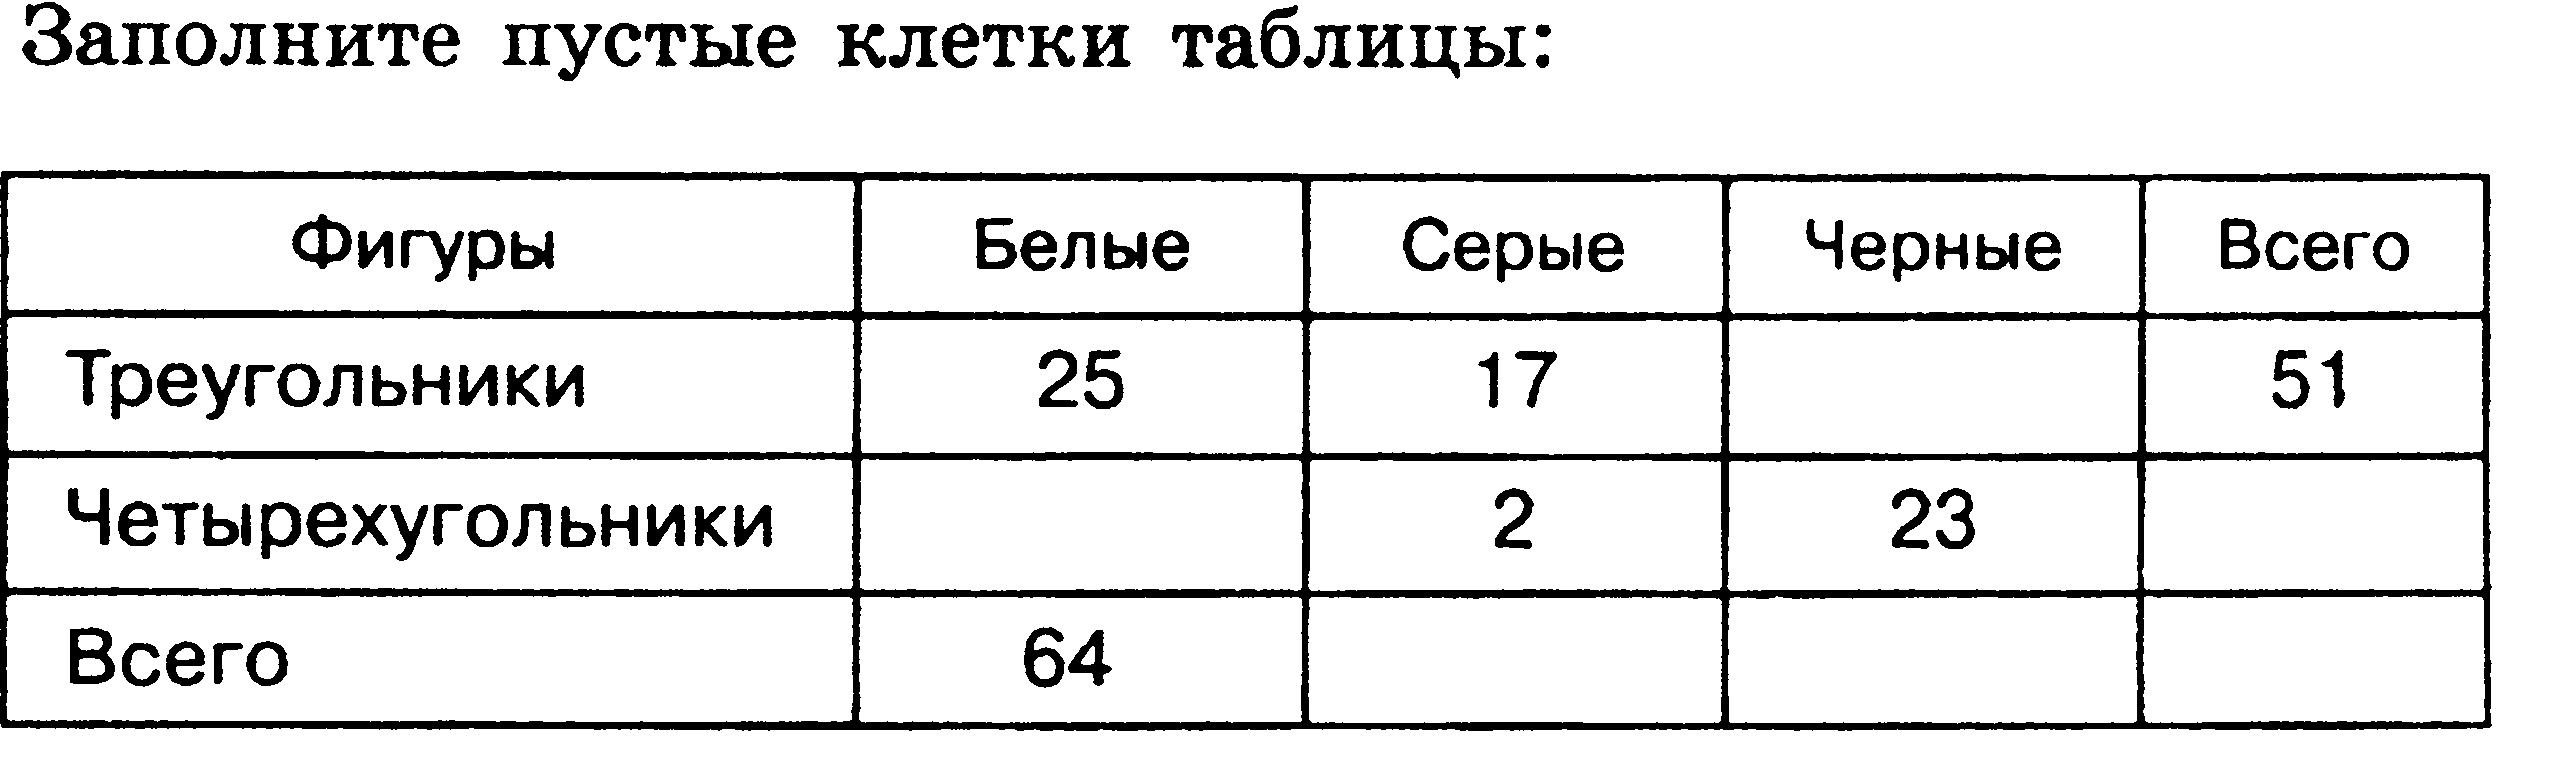 Заполните пустые клетки таблицы:
Фигуры Белые Серые Черные Всего
Треугольники 25 17 51
Четырехугольники 2 23
Всего 64